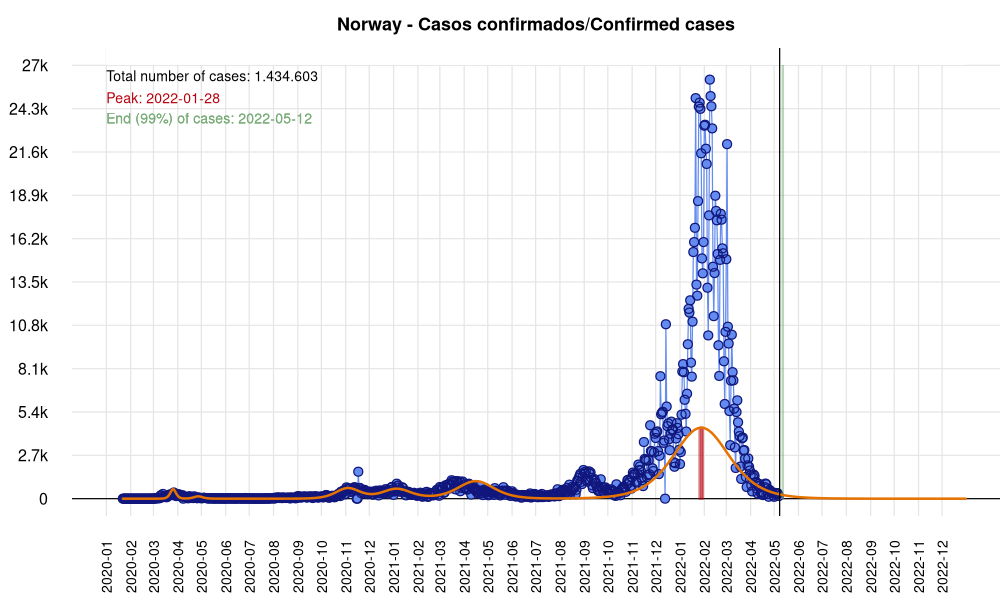 Norway - Casos confirmados/Confirmed cases
Total number of cases: 1.434.603
Peak: 2022-01-28
End (99%) of cases: 2022-05-12
27k
24.3k
21.6k
18.9k
16.2k
13.5k
10.8k
8.1k
5.4k
2.7k
0
2020-01
2020-02
2020-03
2020-04
2020-05
2020-06
2020-07
2020-08
2020-09
2020-10
2020-11
2020-12
2021-01
2021-02
2021-03
2021-04
2021-05
2021-06
2021-07
2021-08
2021-09
2021-10
2021-11
2021-12
2022-01
2022-02
2022-03
2022-04
2022-05
2022-06
2022-07
2022-08
2022-09
2022-10
2022-11
2022-12